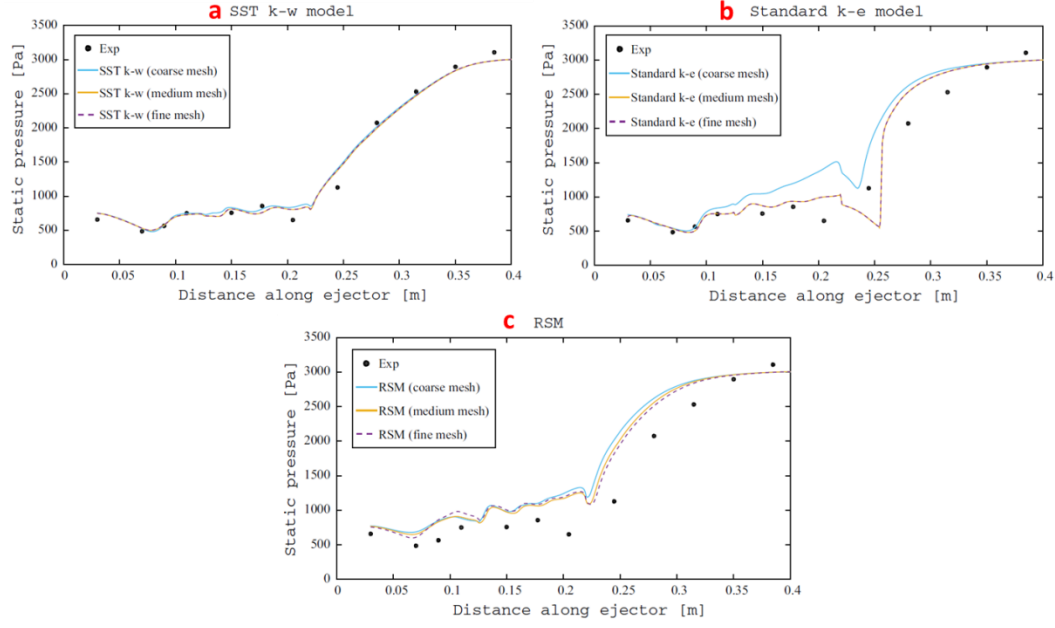 a SST k-w model
Static pressure [Pa]
3500
3000
2500
2000
1500
1000
500
0
Exp
SST k-w (coarse mesh)
SST k-w (medium mesh)
SST k-w (fine mesh)
0 0.05 0.1 0.15 0.2 0.25 0.3 0.35 0.4
Distance along ejector [m]
b Standard k-e model
Static pressure [Pa]
3500
3000
2500
2000
1500
1000
500
0
Exp
Standard k-e (coarse mesh)
Standard k-e (medium mesh)
Standard k-e (fine mesh)
0 0.05 0.1 0.15 0.2 0.25 0.3 0.35 0.4
Distance along ejector [m]
c RSM
Static pressure [Pa]
3500
3000
2500
2000
1500
1000
500
0
Exp
RSM (coarse mesh)
RSM (medium mesh)
RSM (fine mesh)
0 0.05 0.1 0.15 0.2 0.25 0.3 0.35 0.4
Distance along ejector [m]